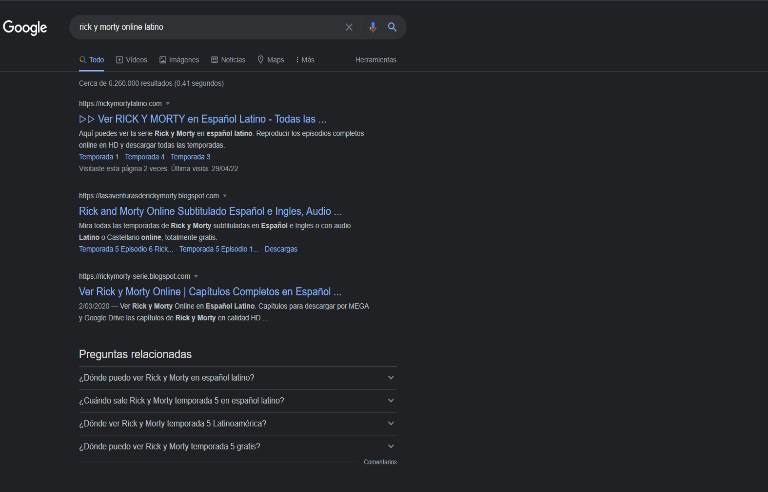 Google
rick y morty online latino
Todo Vídeos Imágenes Noticias Maps Más Herramientas
Cerca de 6.260.000 resultados (0,41 segundos)
https://rickymortylatino.com
▷▷ Ver RICK Y MORTY en Español Latino - Todas las ...
Aquí puedes ver la serie Rick y Morty en español latino. Reproducir los episodios completos
online en HD y descargar todas las temporadas.
Temporada 1 · Temporada 4 · Temporada 3
Visitaste esta página 2 veces. Última visita: 29/04/22
https://lasaventurasderickymorty.blogspot.com
Rick and Morty Online Subtitulado Español e Ingles, Audio ...
Mira todas las temporadas de Rick y Morty subtituladas en Español e Ingles o con audio
Latino o Castellano online, totalmente gratis.
Temporada 5 Episodio 6 Rick... · Temporada 5 Episodio 1... · Descargas
https://rickymorty-serie.blogspot.com
Ver Rick y Morty Online | Capítulos Completos en Español ...
2/03/2020 — Ver Rick y Morty Online en Español Latino. Capítulos para descargar por MEGA
y Google Drive los capítulos de Rick y Morty en calidad HD ...
Preguntas relacionadas
¿Dónde puedo ver Rick y Morty en español latino?
¿Cuándo sale Rick y Morty temporada 5 en español latino?
¿Dónde ver Rick y Morty temporada 5 Latinoamérica?
¿Dónde puedo ver Rick y Morty temporada 5 gratis?
Comentarios